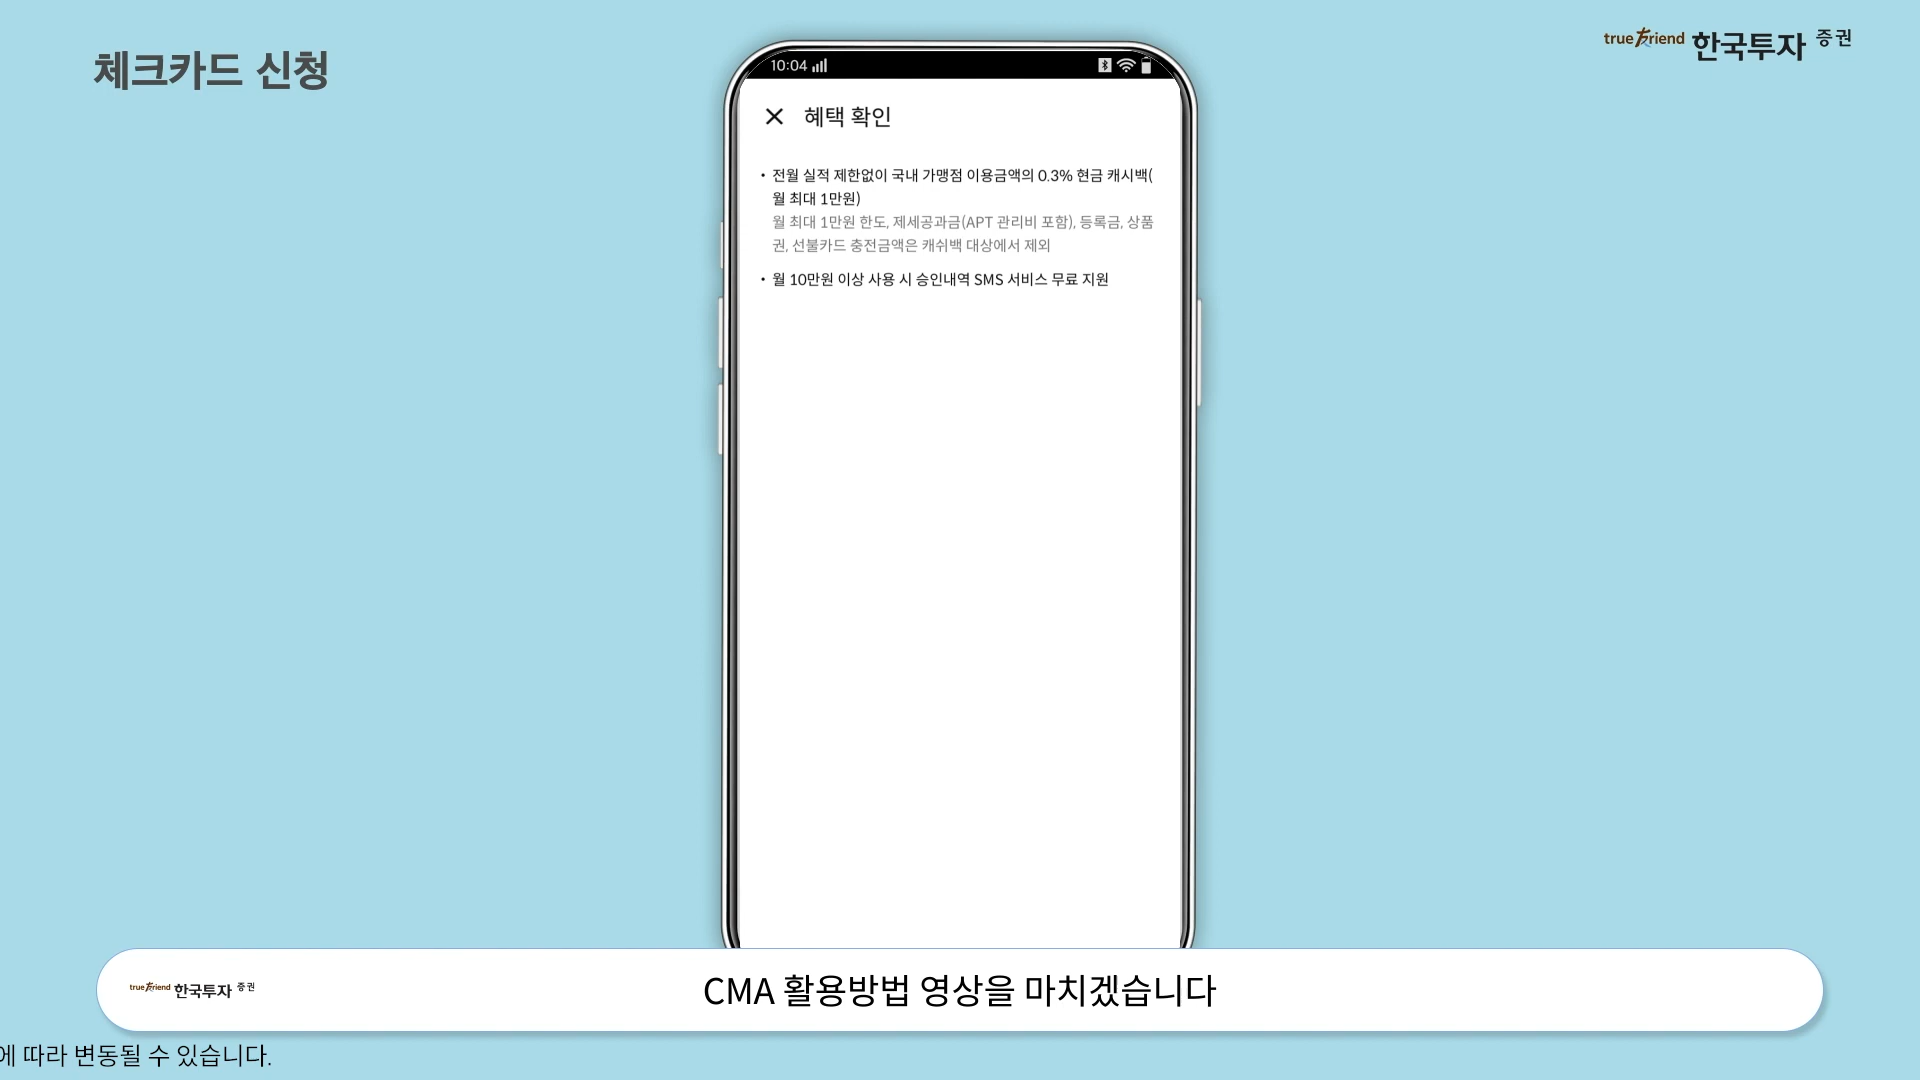 체크카드 신청
true friend 한국투자 증권
10:04
혜택 확인
• 전월 실적 제한없이 국내 가맹점 이용금액의 0.3% 현금 캐시백(
월 최대 1만원)
월 최대 1만원 한도, 제세공과금(APT 관리비 포함), 등록금, 상품
권, 선불카드 충전금액은 캐쉬백 대상에서 제외
• 월 10만원 이상 사용 시 승인내역 SMS 서비스 무료 지원
true friend 한국투자 증권
CMA 활용방법 영상을 마치겠습니다
에 따라 변동될 수 있습니다.